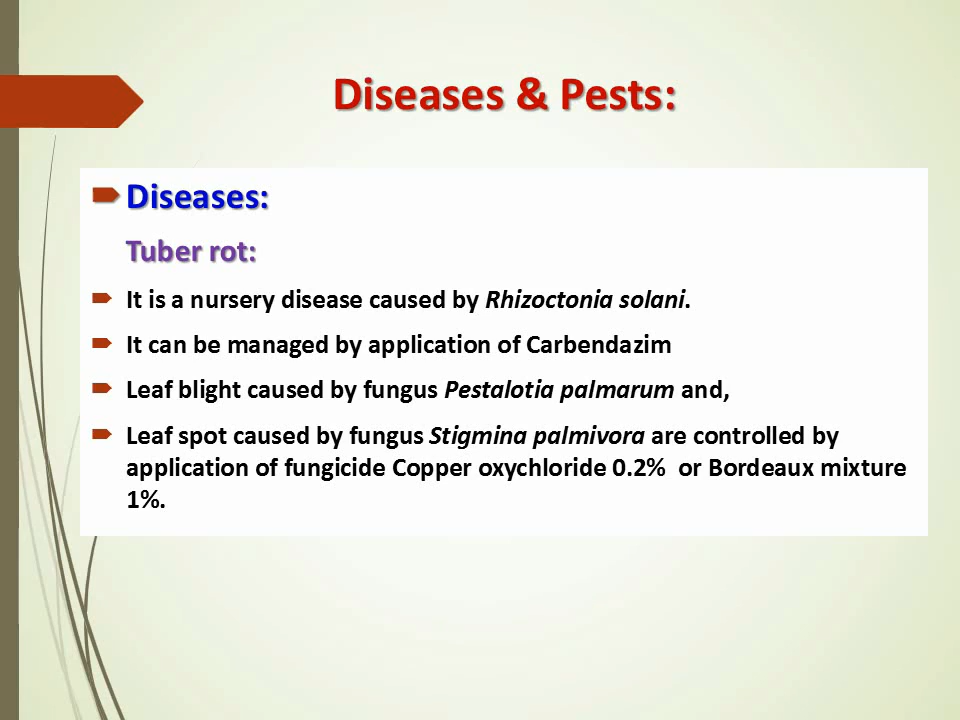 Diseases & Pests:
Diseases:
Tuber rot:
It is a nursery disease caused by Rhizoctonia solani.
It can be managed by application of Carbendazim
Leaf blight caused by fungus Pestalotia palmarum and,
Leaf spot caused by fungus Stigmina palmivora are controlled by
application of fungicide Copper oxychloride 0.2% or Bordeaux mixture
1%.